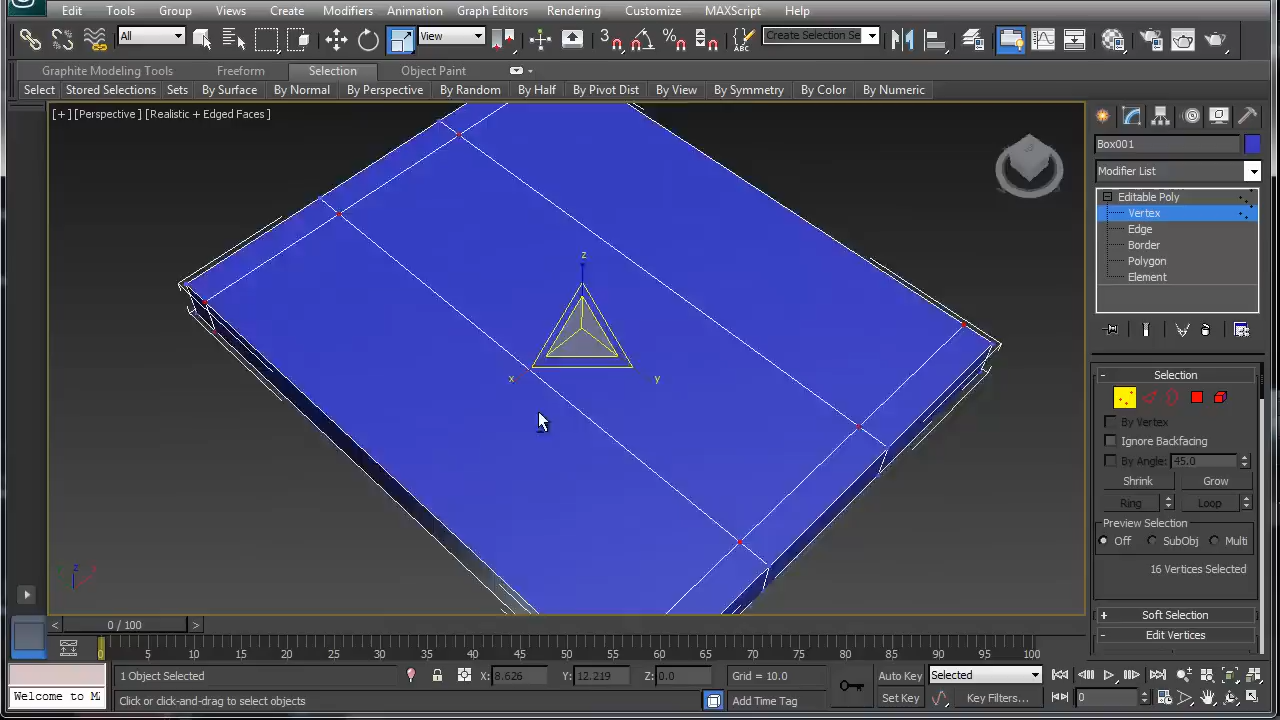 Edit Tools Group Views Create Modifiers Animation Graph Editors Rendering Customize MAXScript Help
All View Create Selection Se
Graphite Modeling Tools Freeform Selection Object Paint
Select Stored Selections Sets By Surface By Normal By Perspective By Random By Half By Pivot Dist By View By Symmetry By Color By Numeric
[+] [Perspective] [Realistic + Edged Faces]
Box001
Modifier List
Editable Poly
Vertex
Edge
Border
Polygon
Element
z
x y
Selection
By Vertex
Ignore Backfacing
By Angle: 45.0
Shrink Grow
Ring Loop
Preview Selection
Off SubObj Multi
16 Vertices Selected
Soft Selection
Edit Vertices
< 0 / 100 >
0 5 10 15 20 25 30 35 40 45 50 55 60 65 70 75 80 85 90 95 100
1 Object Selected X: 8.626 Y: 12.219 Z: 0.0 Grid = 10.0 Auto Key Selected
Welcome to MA Click or click-and-drag to select objects Add Time Tag Set Key Key Filters... 0